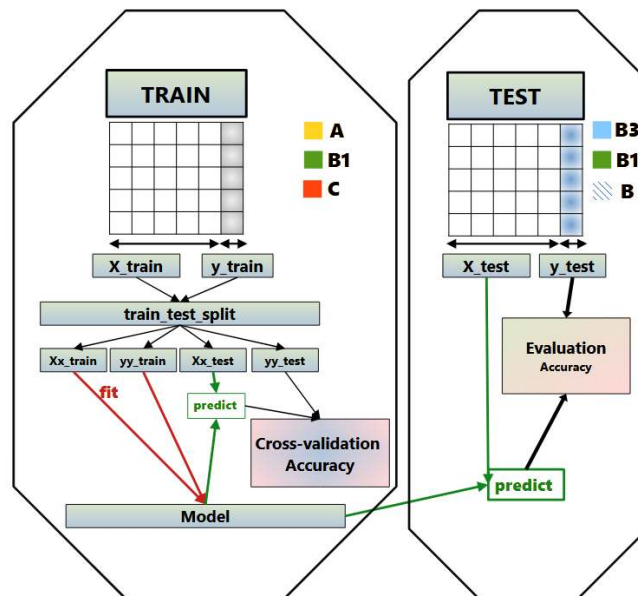 TRAIN
A
B1
C
X_train
y_train
train_test_split
Xx_train
yy_train
Xx_test
yy_test
fit
predict
Cross-validation
Accuracy
Model
TEST
B3
B1
B
X_test
y_test
Evaluation
Accuracy
predict